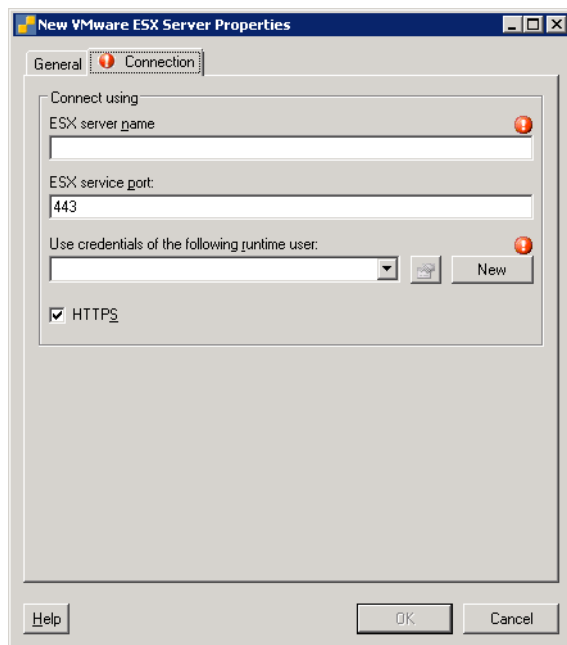 New VMware ESX Server Properties
General
Connection
Connect using
ESX server name
ESX service port:
443
Use credentials of the following runtime user:
New
HTTPS
Help
OK
Cancel